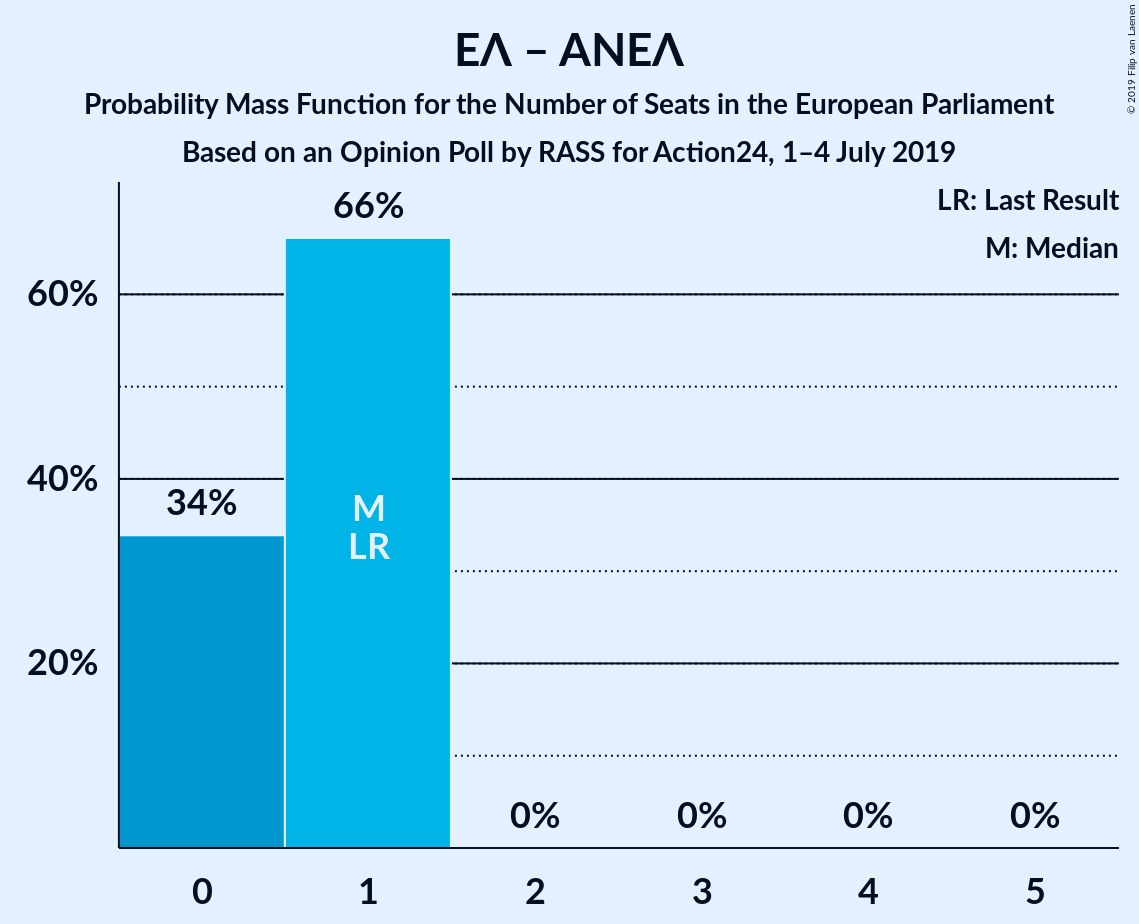 ΕΛ – ΑΝΕΛ
Probability Mass Function for the Number of Seats in the European Parliament
Based on an Opinion Poll by RASS for Action24, 1–4 July 2019
© 2019 Filip van Laenen
LR: Last Result
M: Median
66%
60%
40%
34%
M
LR
20%
0% 0% 0% 0%
0 1 2 3 4 5